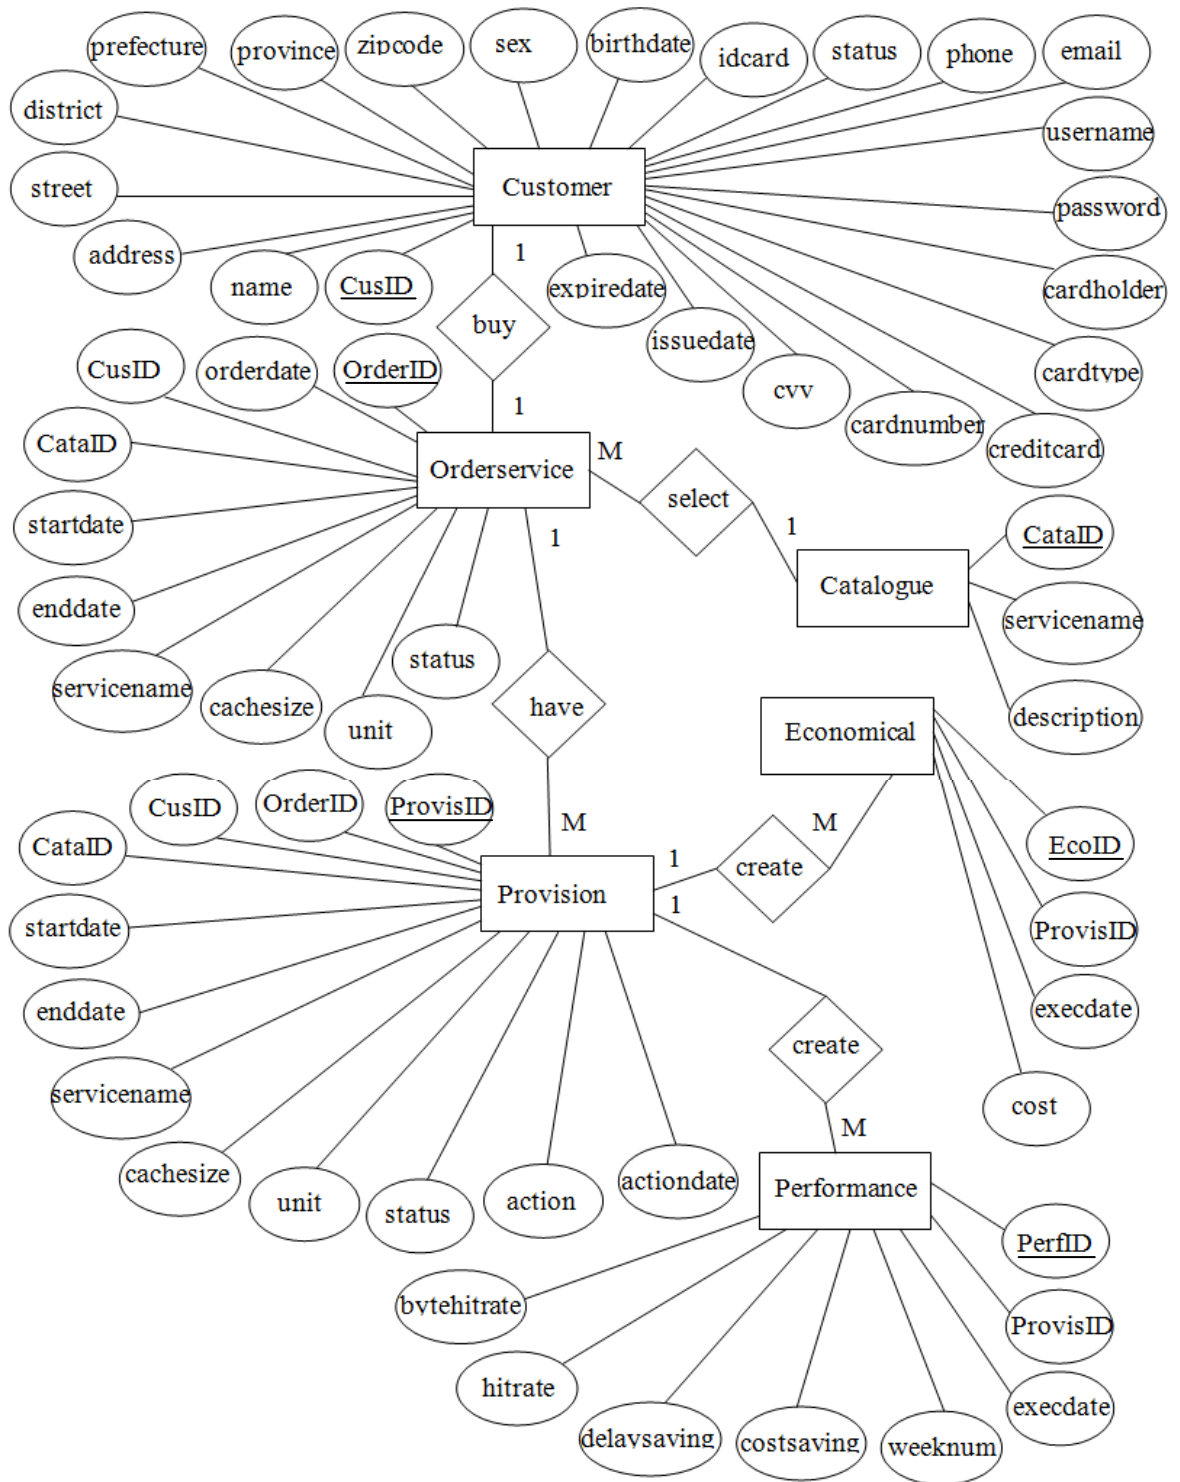 prefecture
province
zipcode
sex
birthdate
idcard
status
phone
email
district
username
street
Customer
password
address
name
CusID
1
expiredate
cardholder
buy
issuedate
CusID
orderdate
OrderID
cvv
cardtype
1
cardnumber
CataID
Orderservice
M
creditcard
select
startdate
1
1
CataID
Catalogue
enddate
servicename
status
servicename
cachesize
unit
have
description
Economical
CusID
OrderID
ProvisID
M
M
CataID
1
create
EcoID
Provision
1
startdate
ProvisID
enddate
execdate
create
servicename
cost
M
cachesize
unit
status
action
actiondate
Performance
PerfID
bytehitrate
ProvisID
hitrate
execdate
delaysaving
costsaving
weeknum